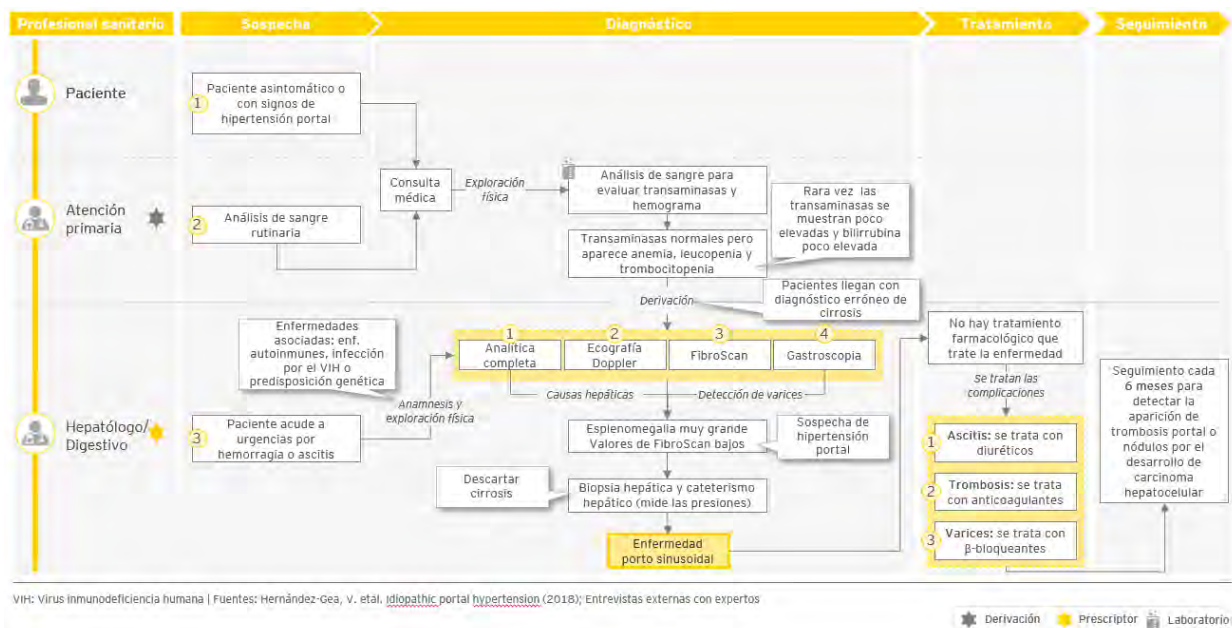 Profesional sanitario
Sospecha
Diagnóstico
Tratamiento
Seguimiento
Paciente
1
Paciente asintomático o
con signos de
hipertensión portal
Atención
primaria
2
Análisis de sangre
rutinaria
Consulta
médica
Exploración
física
Análisis de sangre para
evaluar transaminasas y
hemograma
Rara vez las
transaminasas se
muestran poco
elevadas y bilirrubina
poco elevada
Transaminasas normales pero
aparece anemia, leucopenia y
trombocitopenia
Derivación
Pacientes llegan con
diagnóstico erróneo de
cirrosis
Hepatólogo/
Digestivo
Enfermedades
asociadas: enf.
autoinmunes, infección
por el VIH o
predisposición genética
3
Paciente acude a
urgencias por
hemorragia o ascitis
Anamnesis y
exploración física
1
Analítica
completa
2
Ecografía
Doppler
3
FibroScan
4
Gastroscopia
Causas hepáticas
Detección de varices
Esplenomegalia muy grande
Valores de FibroScan bajos
Sospecha de
hipertensión
portal
Descartar
cirrosis
Biopsia hepática y cateterismo
hepático (mide las presiones)
Enfermedad
porto sinusoidal
No hay tratamiento
farmacológico que
trate la enfermedad
Se tratan las
complicaciones
1
Ascitis: se trata con
diuréticos
2
Trombosis: se trata
con anticoagulantes
3
Varices: se trata con
β-bloqueantes
Seguimiento cada
6 meses para
detectar la
aparición de
trombosis portal o
nódulos por el
desarrollo de
carcinoma
hepatocelular
VIH: Virus inmunodeficiencia humana | Fuentes: Hernández-Gea, V. etál. Idiopathic portal hypertension (2018); Entrevistas externas con expertos
Derivación
Prescriptor
Laboratorio